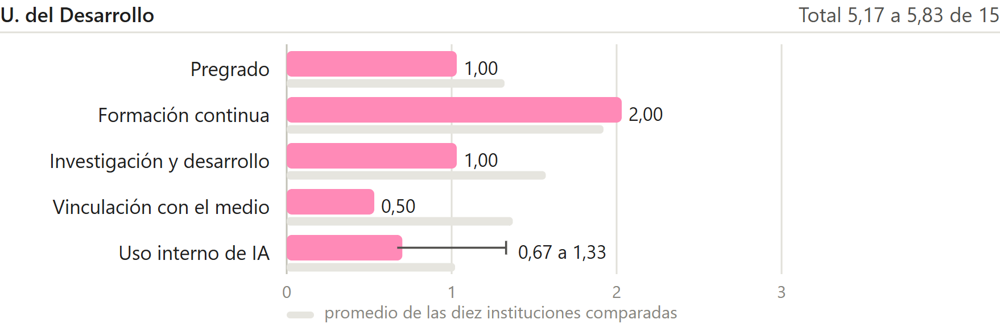 U. del Desarrollo
Total 5,17 a 5,83 de 15
Pregrado
1,00
Formación continua
2,00
Investigación y desarrollo
1,00
Vinculación con el medio
0,50
Uso interno de IA
0,67 a 1,33
0 1 2 3
promedio de las diez instituciones comparadas